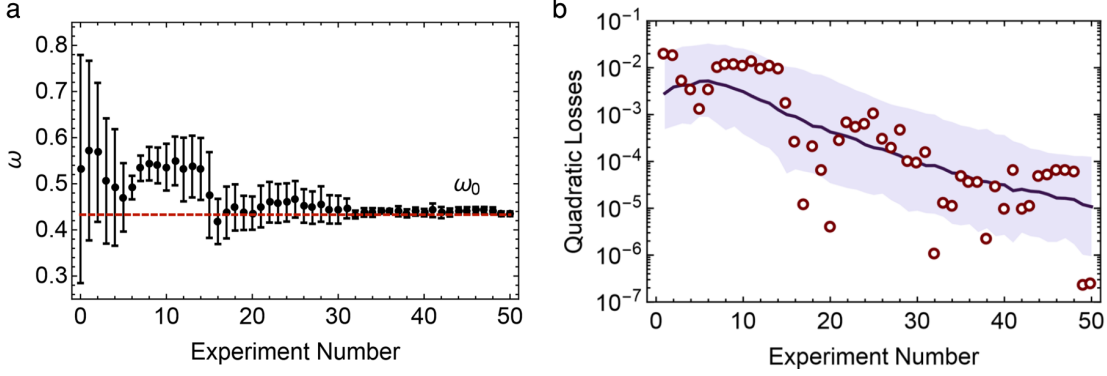 a
0.8
0.7
0.6
0.5
0.4
0.3
ω
ω₀
0 10 20 30 40 50
Experiment Number
b
10⁻¹
10⁻²
10⁻³
10⁻⁴
10⁻⁵
10⁻⁶
10⁻⁷
Quadratic Losses
0 10 20 30 40 50
Experiment Number